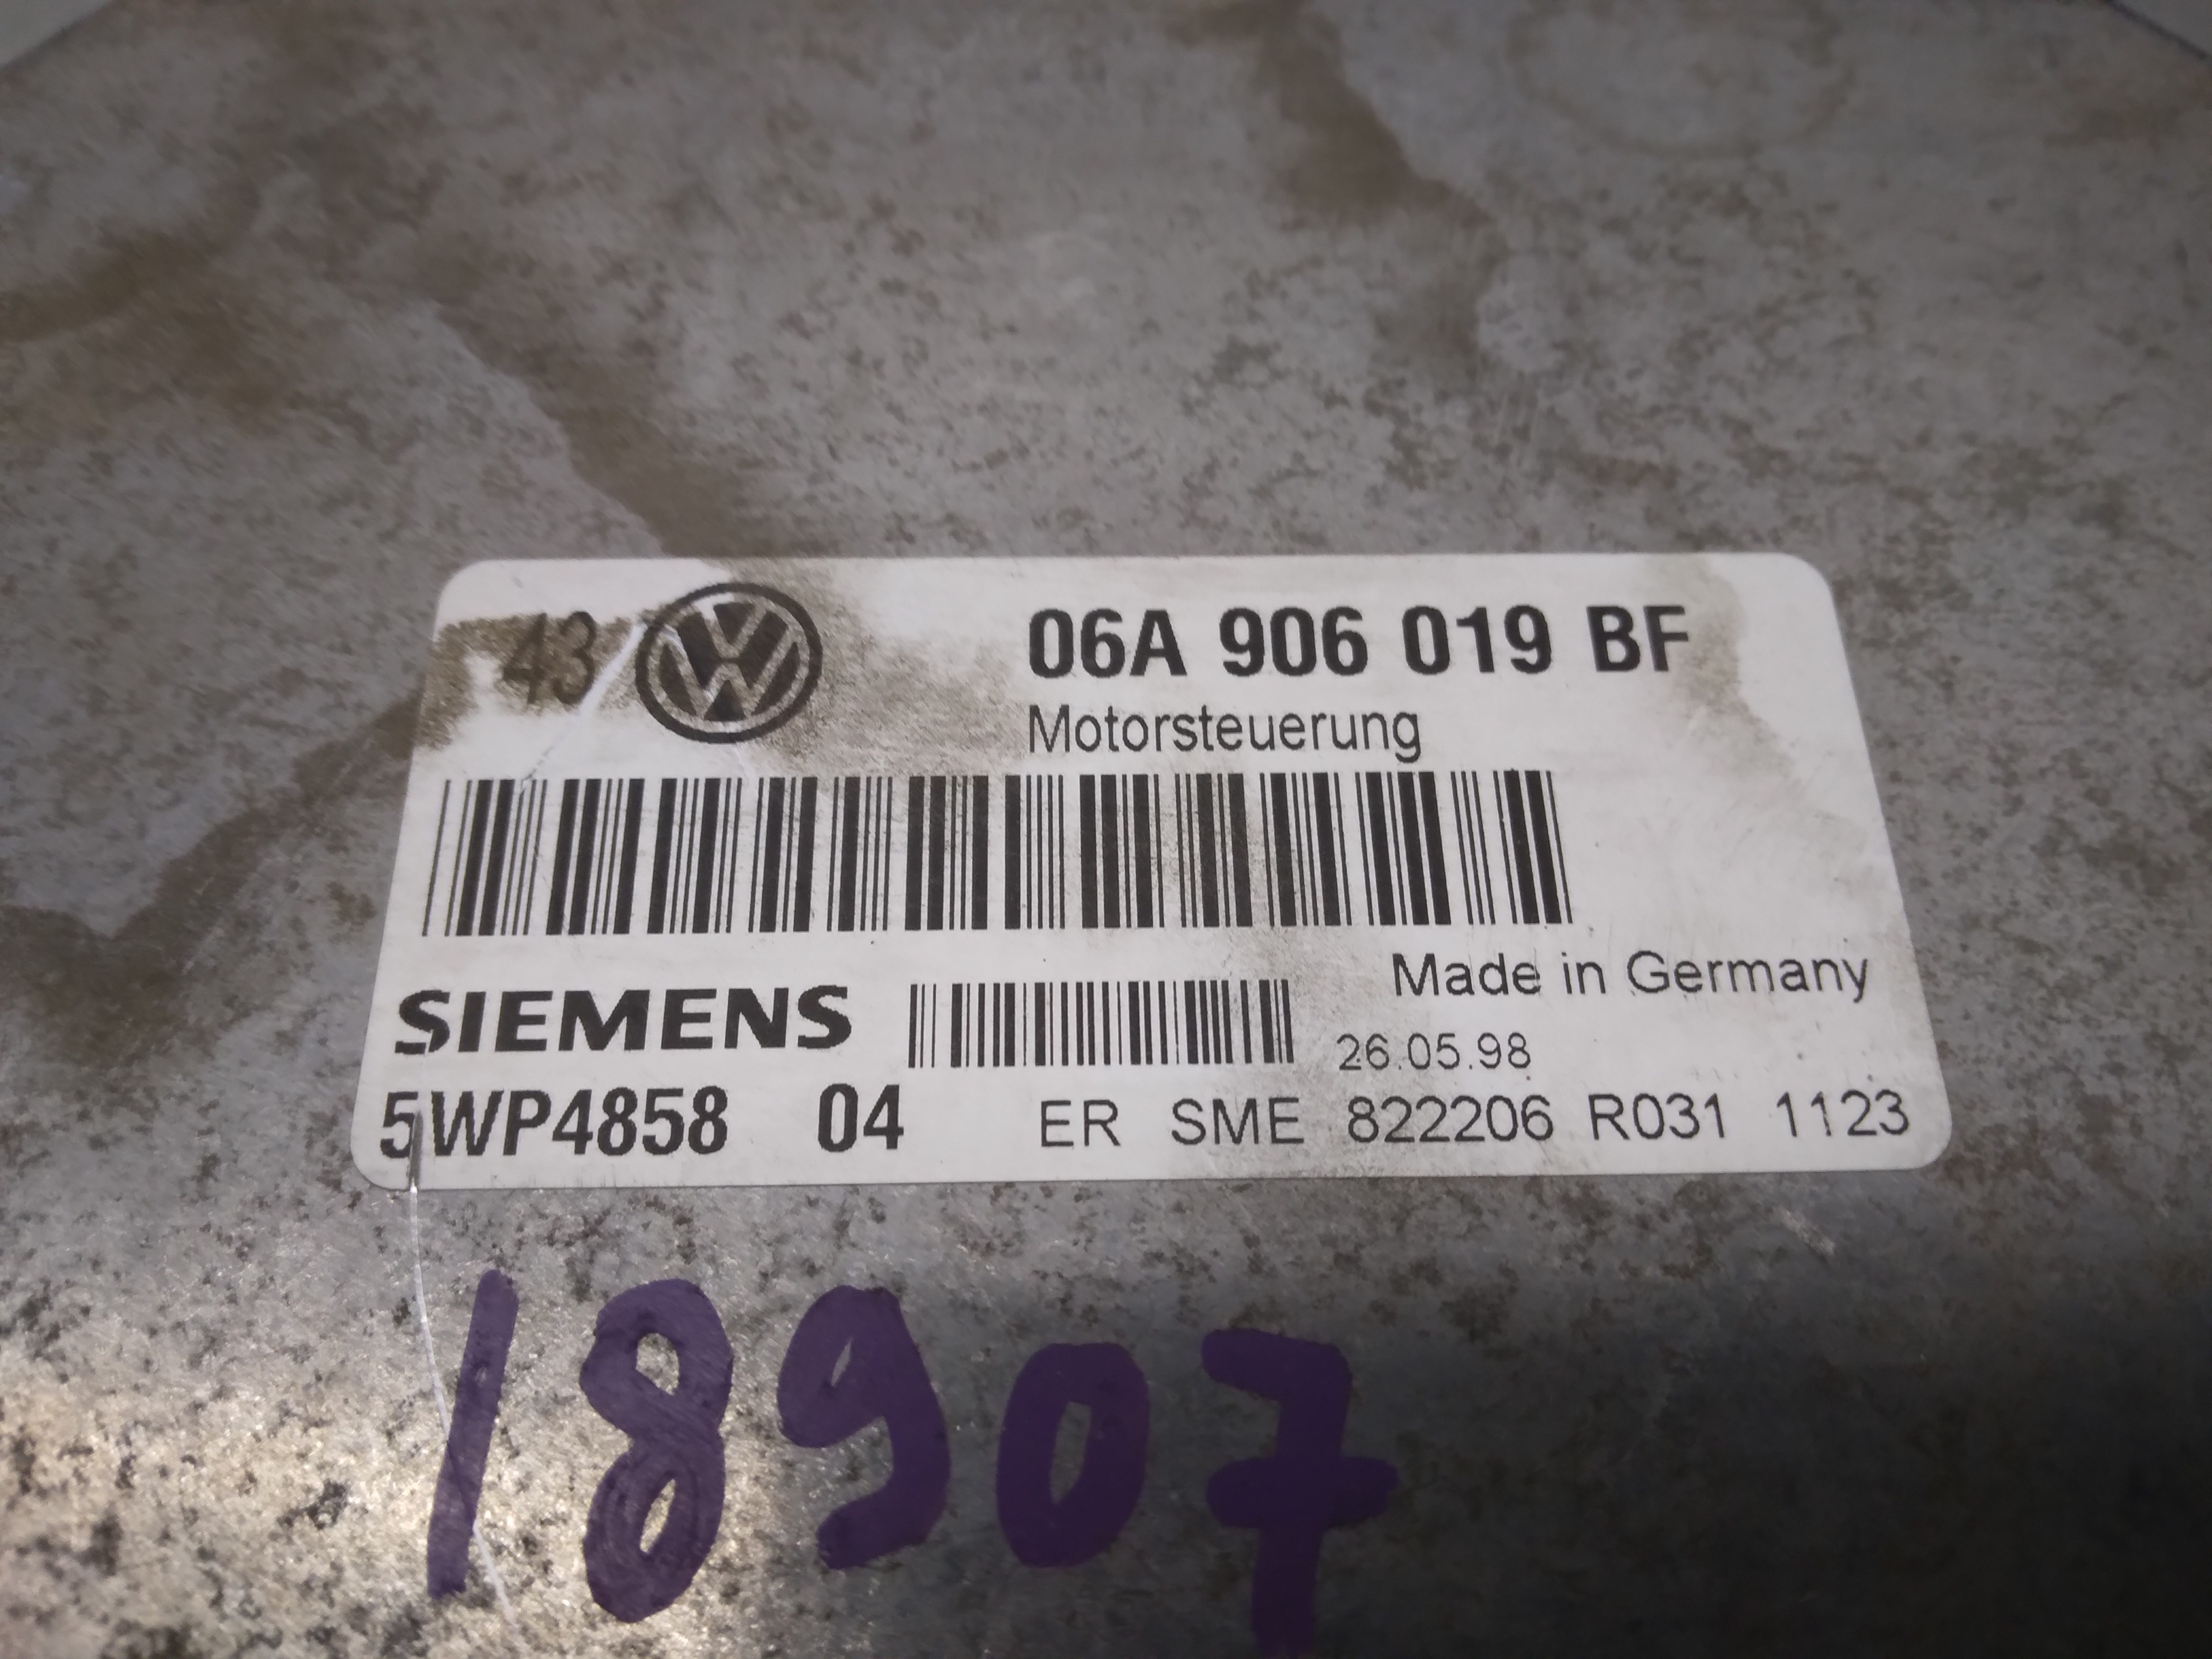 43 06A 906 019 BF
Motorsteuerung
Made in Germany
SIEMENS 26.05.98
5WP4858 04 ER SME 822206 R031 1123
18907